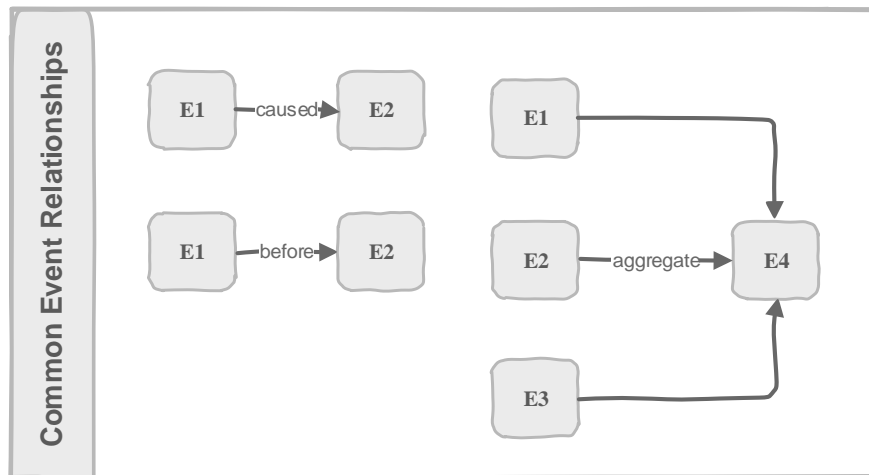 Common Event Relationships
E1 caused E2
E1 before E2
E1
E2 aggregate E4
E3